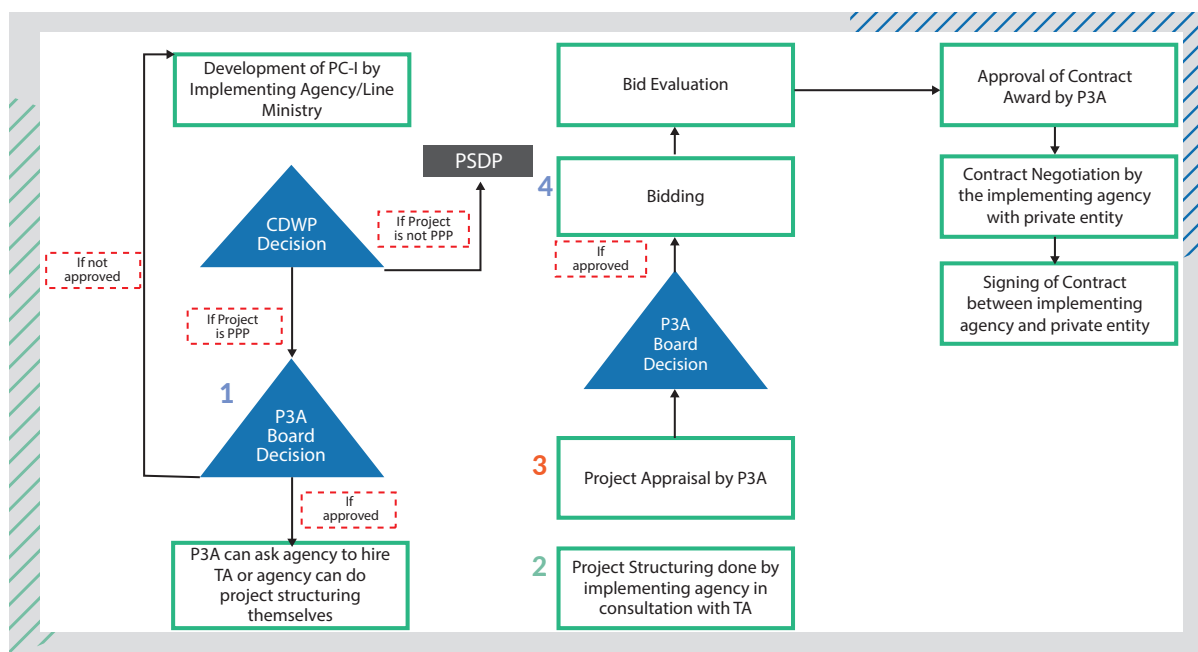 Development of PC-I by
Implementing Agency/Line
Ministry
PSDP
CDWP
Decision
If Project
is not PPP
If not
approved
If Project
is PPP
1
P3A
Board
Decision
If
approved
P3A can ask agency to hire
TA or agency can do
project structuring
themselves
2
Project Structuring done by
implementing agency in
consultation with TA
3
Project Appraisal by P3A
P3A
Board
Decision
If
approved
4
Bidding
Bid Evaluation
Approval of Contract
Award by P3A
Contract Negotiation by
the implementing agency
with private entity
Signing of Contract
between implementing
agency and private entity